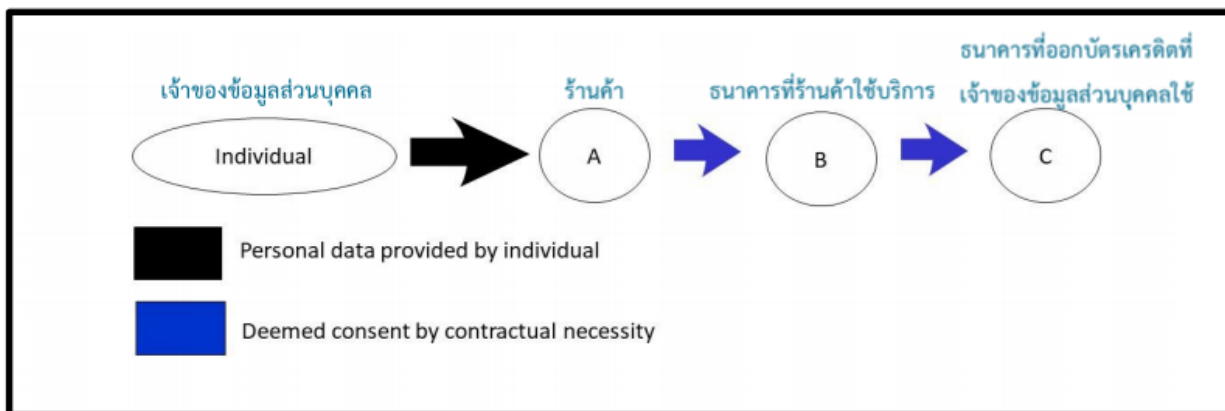 ธนาคารที่ออกบัตรเครดิตที่
เจ้าของข้อมูลส่วนบุคคล ร้านค้า ธนาคารที่ร้านค้าใช้บริการ เจ้าของข้อมูลส่วนบุคคลใช้
Individual A B C
Personal data provided by individual
Deemed consent by contractual necessity